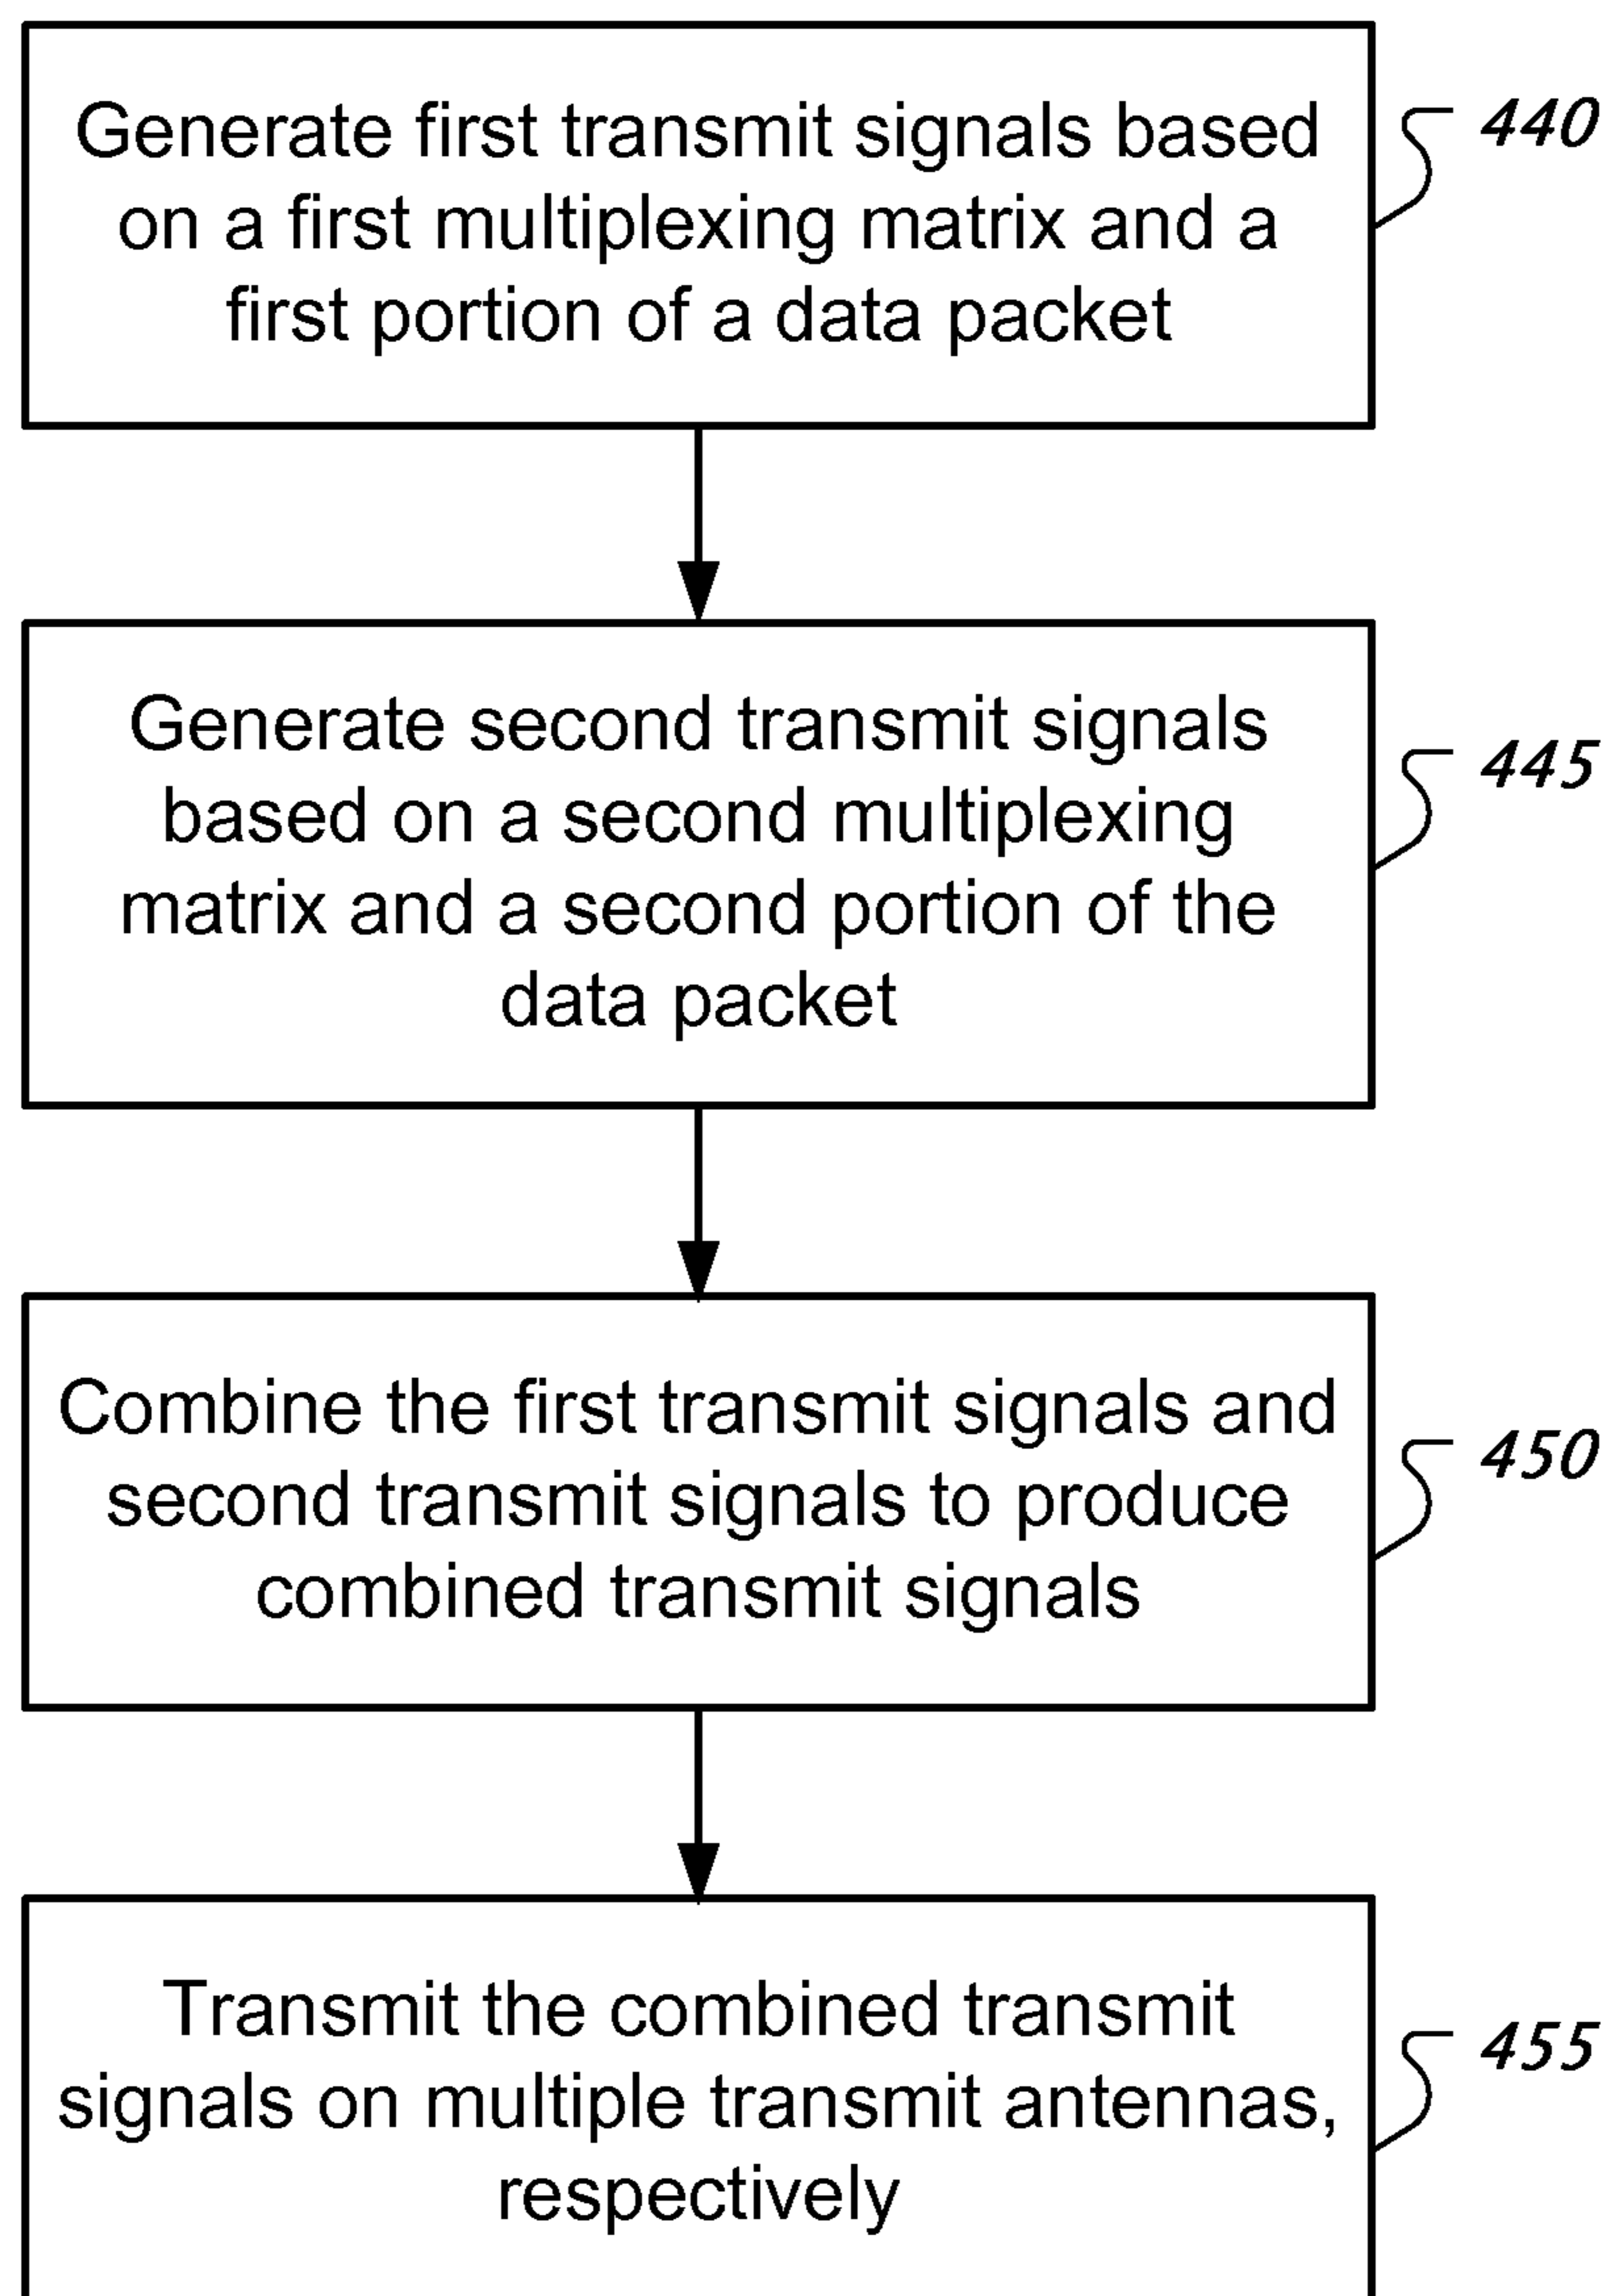 Generate first transmit signals based
on a first multiplexing matrix and a
first portion of a data packet
440
Generate second transmit signals
based on a second multiplexing
matrix and a second portion of the
data packet
445
Combine the first transmit signals and
second transmit signals to produce
combined transmit signals
450
Transmit the combined transmit
signals on multiple transmit antennas,
respectively
455